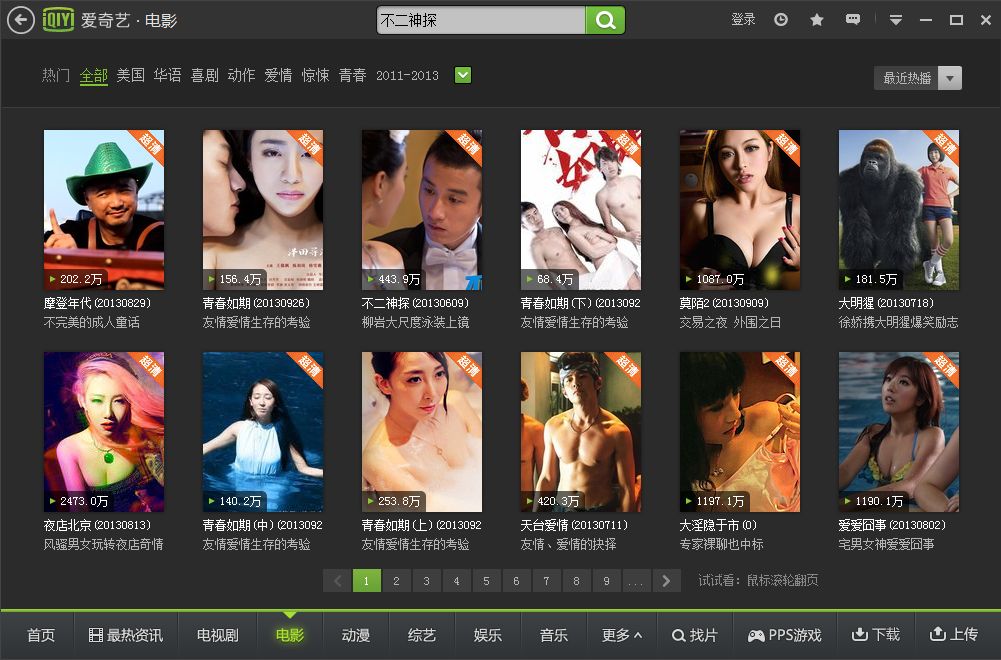 QIYI 爱奇艺 · 电影
不二神探
登录
热门 全部 美国 华语 喜剧 动作 爱情 惊悚 青春 2011-2013
最近热播
超清 超清 超清 超清 超清 超清
202.2万 156.4万 443.9万 68.4万 1087.0万 181.5万
摩登年代(20130829) 青春如期(20130926) 不二神探(20130609) 青春如期(下)(2013092 莫陌2(20130909) 大明猩(20130718)
不完美的成人童话 友情爱情生存的考验 柳岩大尺度泳装上镜 友情爱情生存的考验 交易之夜 外围之日 徐娇携大明猩爆笑励志
超清 超清 超清 超清 超清 超清
2473.0万 140.2万 253.8万 420.3万 1197.1万 1190.1万
夜店北京(20130813) 青春如期(中)(2013092 青春如期(上)(2013092 天台爱情(20130711) 大淫隐于市(0) 爱爱囧事(20130802)
风骚男女玩转夜店奇情 友情爱情生存的考验 友情爱情生存的考验 友情、爱情的抉择 专家裸聊也中标 宅男女神爱爱囧事
1 2 3 4 5 6 7 8 9 ... 试试看：鼠标滚轮翻页
首页 最热资讯 电视剧 电影 动漫 综艺 娱乐 音乐 更多 找片 PPS游戏 下载 上传